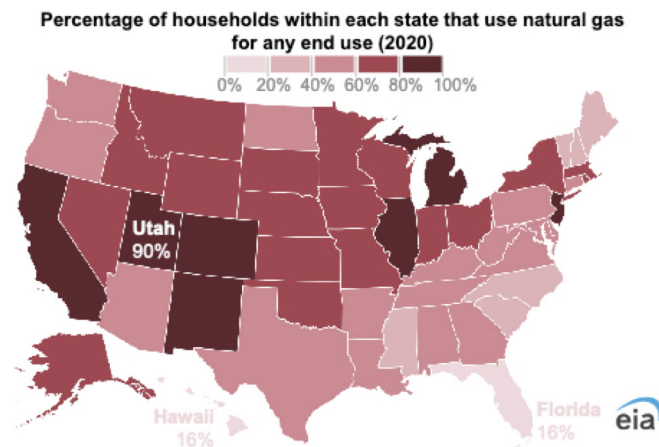 Percentage of households within each state that use natural gas
for any end use (2020)
0% 20% 40% 60% 80% 100%
Utah
90%
Hawaii
16%
Florida
16%
eia